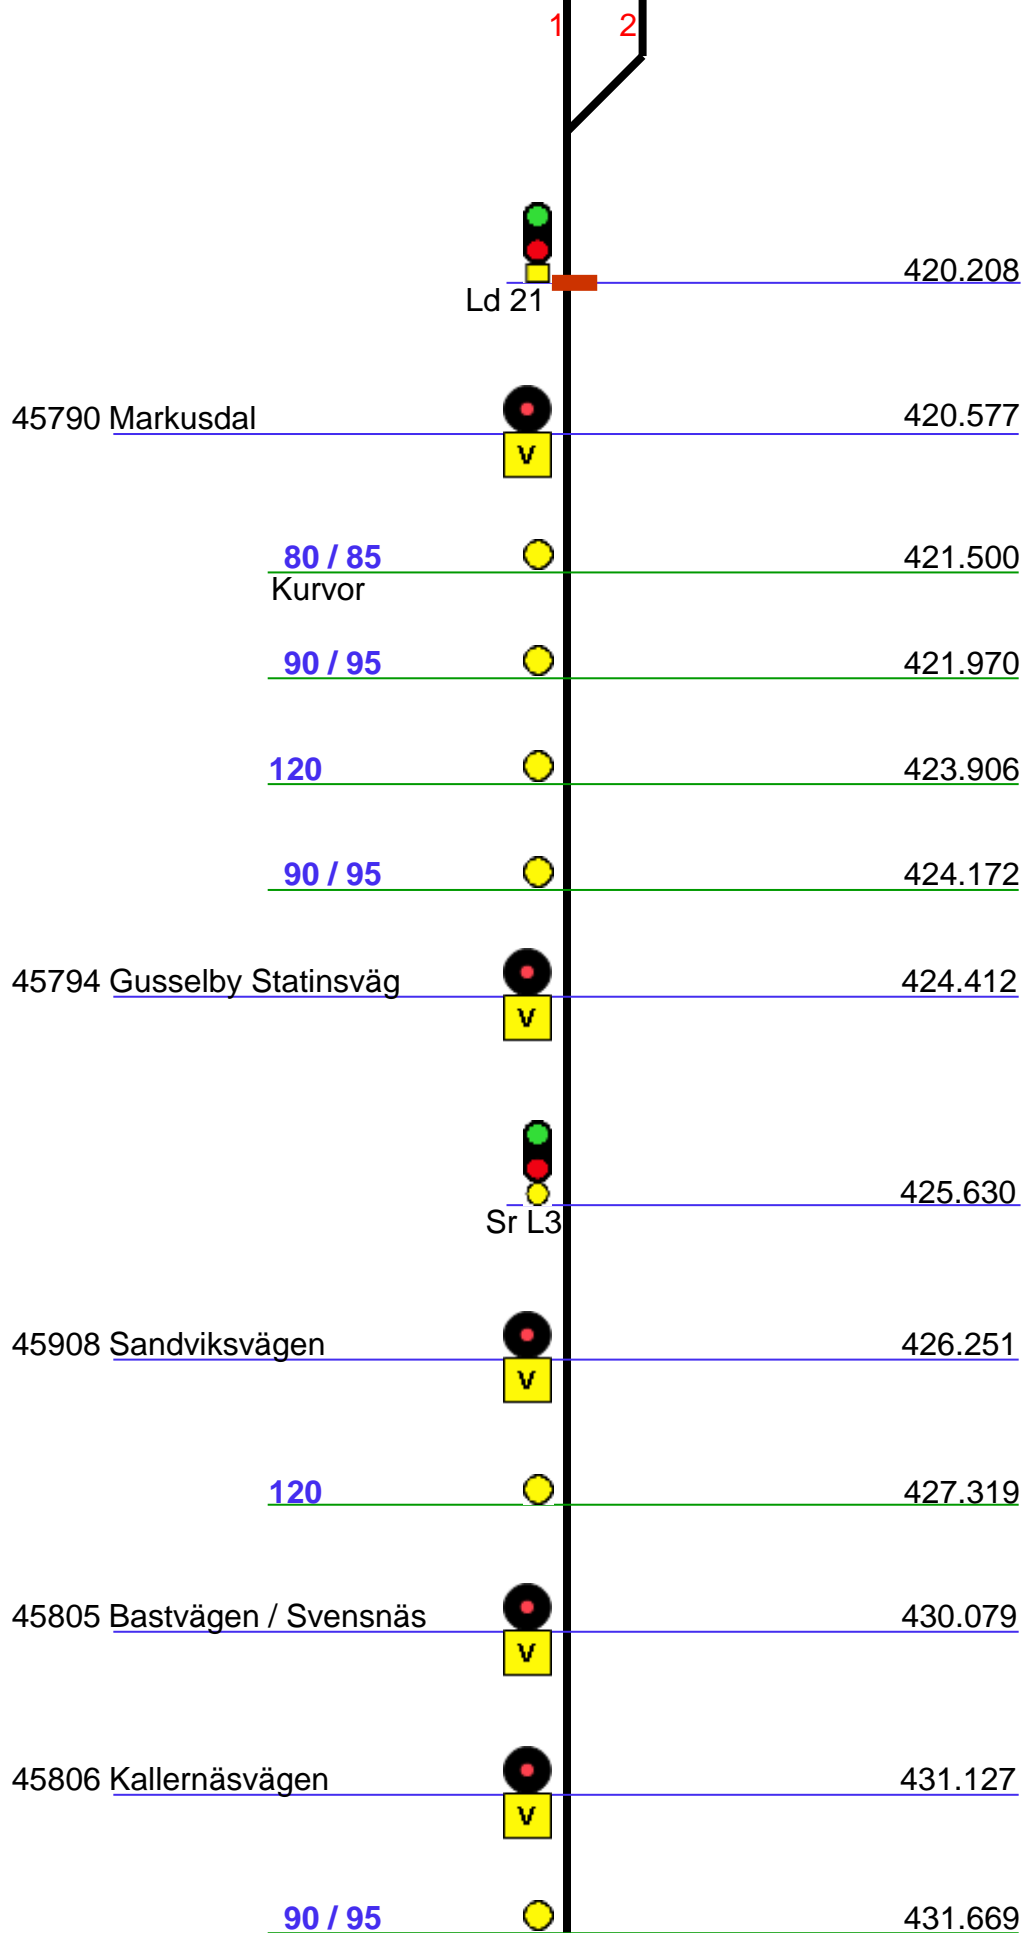 1 2
420.208
Ld 21
45790 Markusdal 420.577
V
80 / 85 421.500
Kurvor
90 / 95 421.970
120 423.906
90 / 95 424.172
45794 Gusselby Statinsväg 424.412
V
425.630
Sr L3
45908 Sandviksvägen 426.251
V
120 427.319
45805 Bastvägen / Svensnäs 430.079
V
45806 Kallernäsvägen 431.127
V
90 / 95 431.669